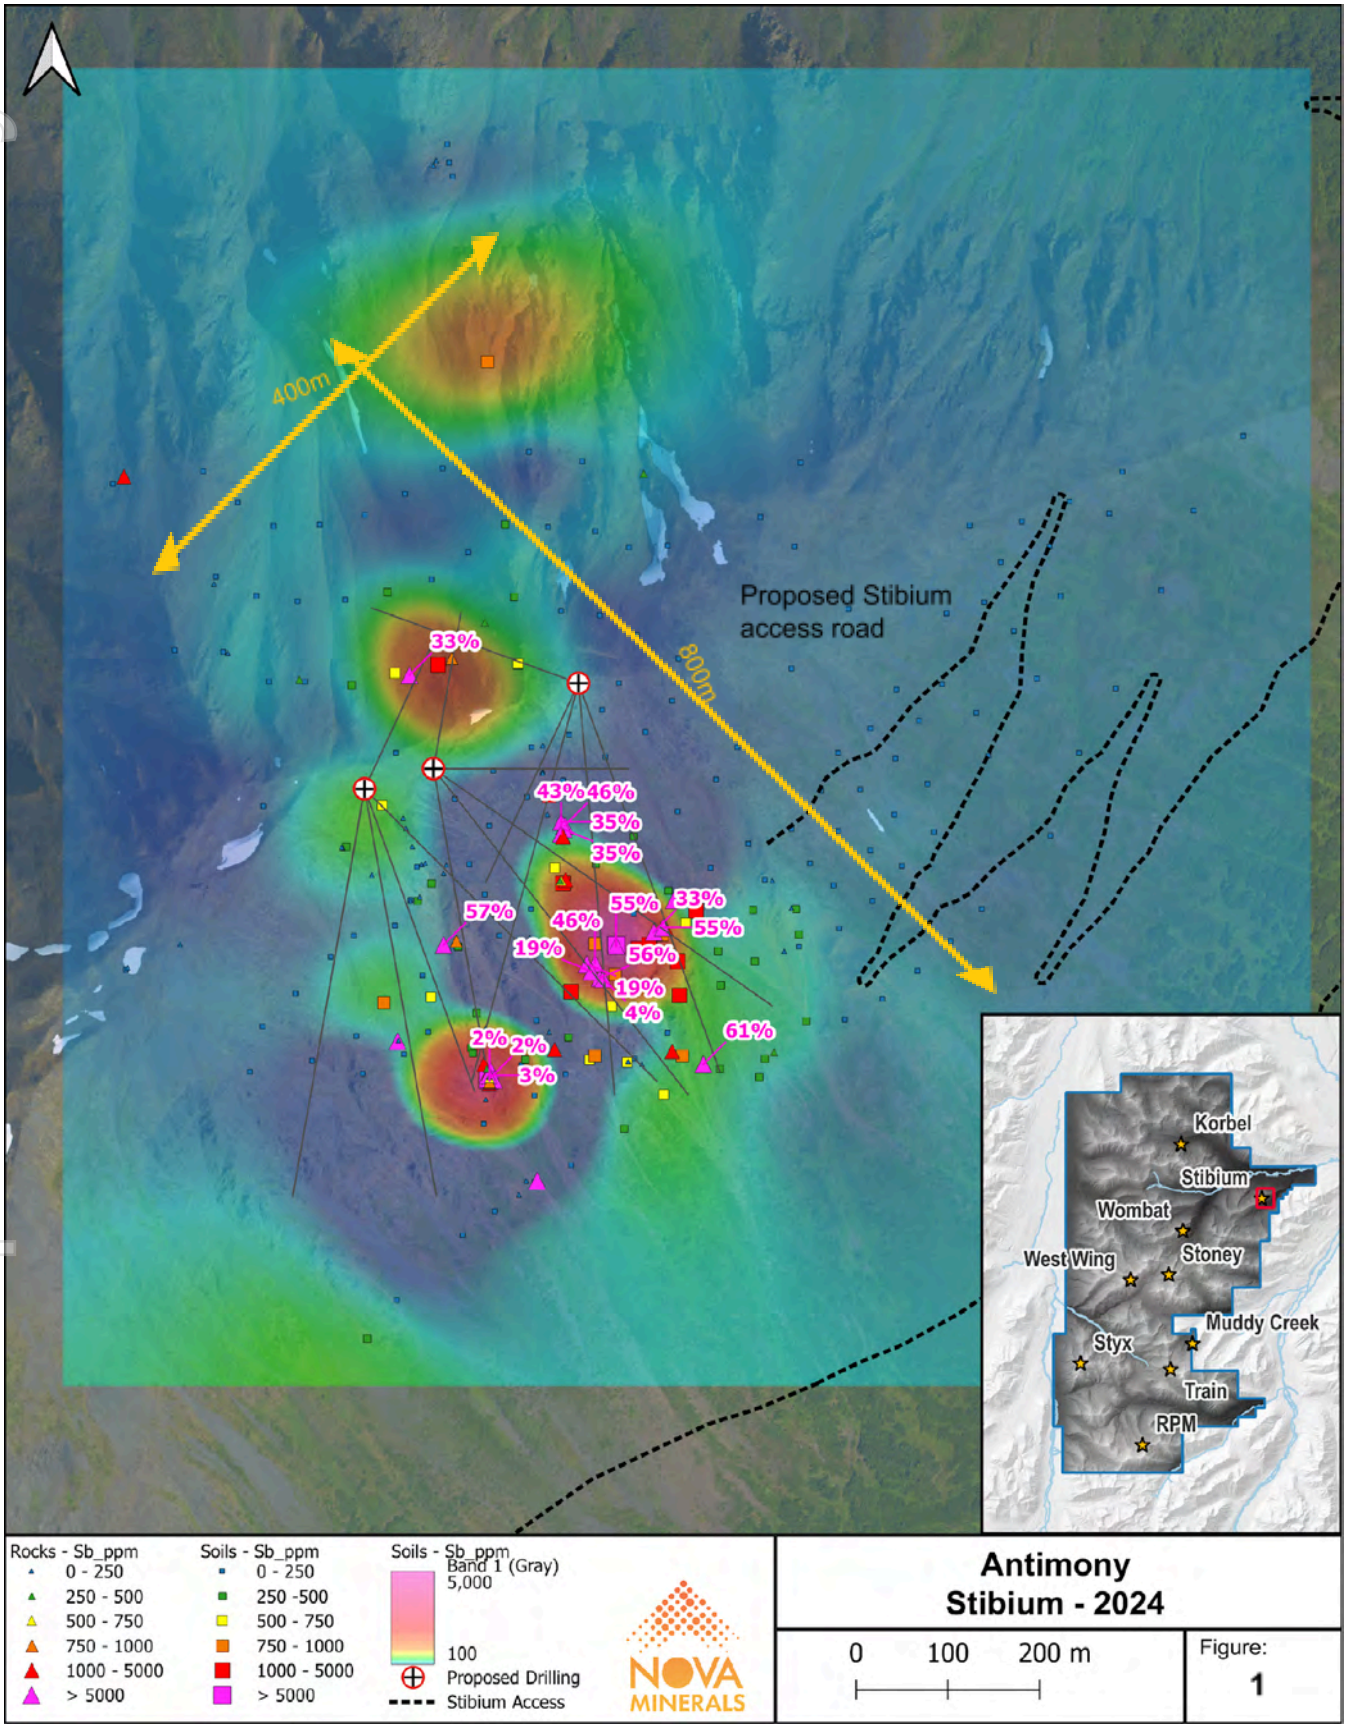 400m
Proposed Stibium
access road
33%
800m
43% 46%
35%
35%
57%
55% 33%
46% 55%
19% 56%
19%
4%
2% 2% 61%
3%
Korbel
Stibium
Wombat
Stoney
West Wing
Muddy Creek
Styx
Train
RPM
Rocks - Sb_ppm
0 - 250
250 - 500
500 - 750
750 - 1000
1000 - 5000
> 5000
Soils - Sb_ppm
0 - 250
250 -500
500 - 750
750 - 1000
1000 - 5000
> 5000
Soils - Sb_ppm
Band 1 (Gray)
5,000
100
Proposed Drilling
Stibium Access
NOVA
MINERALS
Antimony
Stibium - 2024
0 100 200 m
Figure:
1